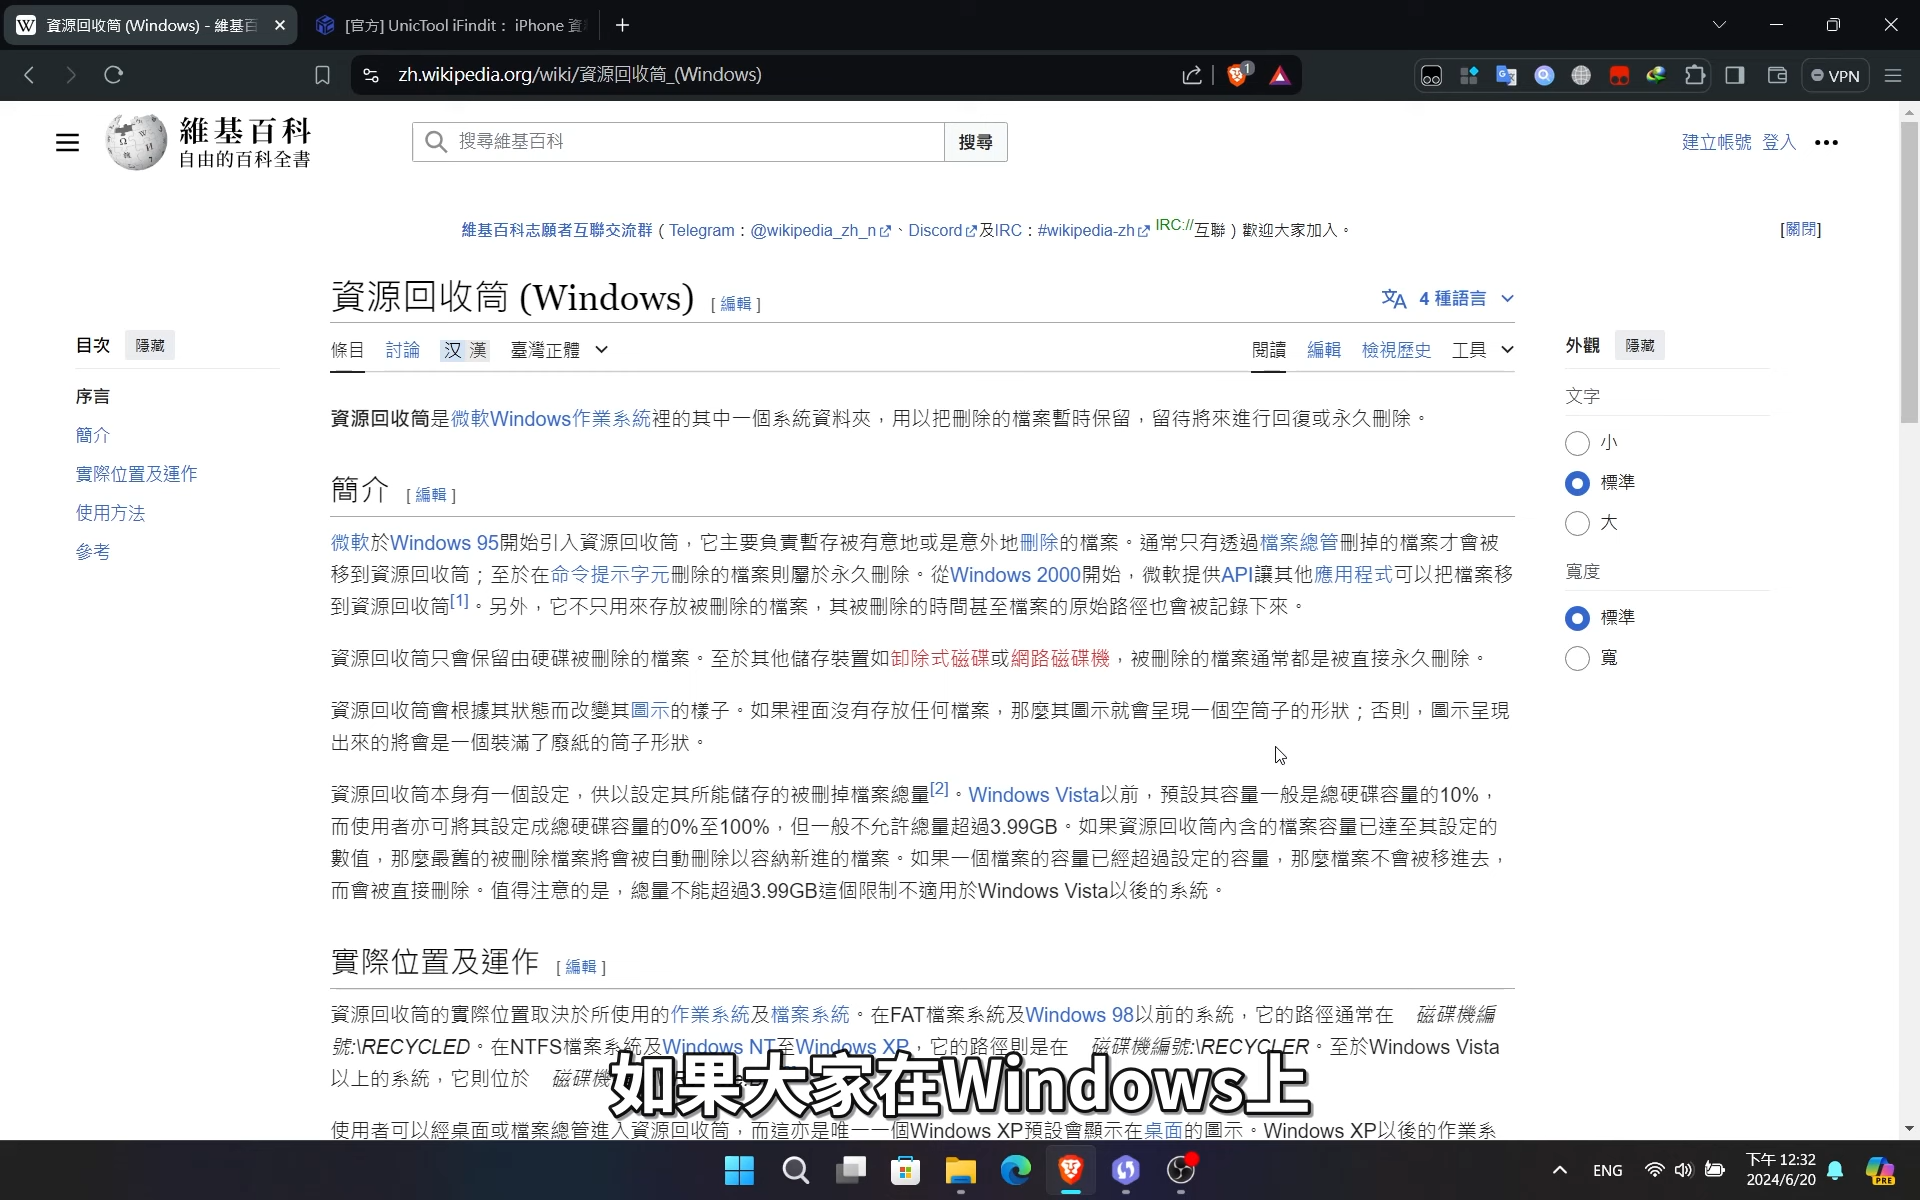 資源回收筒 (Windows) - 維基百
[官方] UnicTool iFindit： iPhone 資
zh.wikipedia.org/wiki/資源回收筒_(Windows)
1
VPN
維基百科
自由的百科全書
搜尋維基百科
搜尋
建立帳號 登入
維基百科志願者互聯交流群（Telegram：@wikipedia_zh_n、Discord及IRC：#wikipedia-zh IRC://互聯）歡迎大家加入。
[關閉]
資源回收筒 (Windows) [ 編輯 ]
文A 4 種語言
條目 討論 汉 漢 臺灣正體
閱讀 編輯 檢視歷史 工具
目次 隱藏
序言
簡介
實際位置及運作
使用方法
參考
外觀 隱藏
文字
小
標準
大
寬度
標準
寬
資源回收筒是微軟Windows作業系統裡的其中一個系統資料夾，用以把刪除的檔案暫時保留，留待將來進行回復或永久刪除。
簡介 [ 編輯 ]
微軟於Windows 95開始引入資源回收筒，它主要負責暫存被有意地或是意外地刪除的檔案。通常只有透過檔案總管刪掉的檔案才會被
移到資源回收筒；至於在命令提示字元刪除的檔案則屬於永久刪除。從Windows 2000開始，微軟提供API讓其他應用程式可以把檔案移
到資源回收筒[1]。另外，它不只用來存放被刪除的檔案，其被刪除的時間甚至檔案的原始路徑也會被記錄下來。
資源回收筒只會保留由硬碟被刪除的檔案。至於其他儲存裝置如卸除式磁碟或網路磁碟機，被刪除的檔案通常都是被直接永久刪除。
資源回收筒會根據其狀態而改變其圖示的樣子。如果裡面沒有存放任何檔案，那麼其圖示就會呈現一個空筒子的形狀；否則，圖示呈現
出來的將會是一個裝滿了廢紙的筒子形狀。
資源回收筒本身有一個設定，供以設定其所能儲存的被刪掉檔案總量[2]。Windows Vista以前，預設其容量一般是總硬碟容量的10%，
而使用者亦可將其設定成總硬碟容量的0%至100%，但一般不允許總量超過3.99GB。如果資源回收筒內含的檔案容量已達至其設定的
數值，那麼最舊的被刪除檔案將會被自動刪除以容納新進的檔案。如果一個檔案的容量已經超過設定的容量，那麼檔案不會被移進去，
而會被直接刪除。值得注意的是，總量不能超過3.99GB這個限制不適用於Windows Vista以後的系統。
實際位置及運作 [ 編輯 ]
資源回收筒的實際位置取決於所使用的作業系統及檔案系統。在FAT檔案系統及Windows 98以前的系統，它的路徑通常在 磁碟機編
號:\RECYCLED。在NTFS檔案系統及Windows NT至Windows XP，它的路徑則是在 磁碟機編號:\RECYCLER。至於Windows Vista
以上的系統，它則位於 磁碟機
如果大家在Windows上
使用者可以經桌面或檔案總管進入資源回收筒，而這亦是唯一一個Windows XP預設會顯示在桌面的圖示。Windows XP以後的作業系
ENG
下午 12:32
2024/6/20
PRE